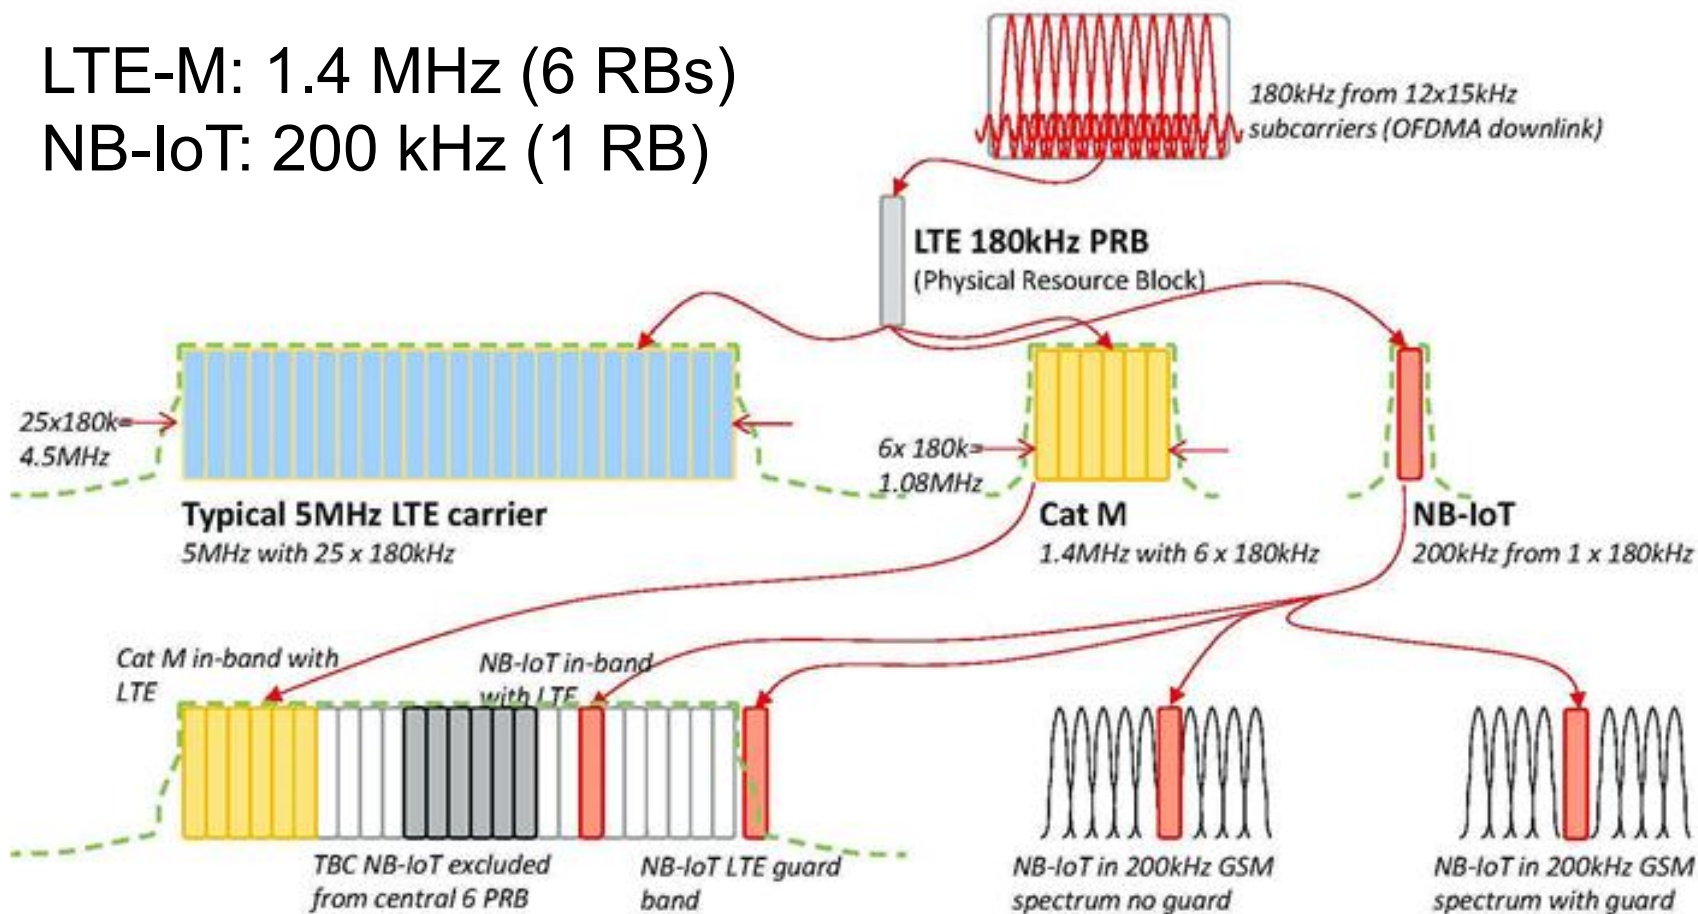 LTE-M: 1.4 MHz (6 RBs)
NB-IoT: 200 kHz (1 RB)
180kHz from 12x15kHz
subcarriers (OFDMA downlink)
LTE 180kHz PRB
(Physical Resource Block)
25x180k=
4.5MHz
6x 180k=
1.08MHz
Typical 5MHz LTE carrier
5MHz with 25 x 180kHz
Cat M
1.4MHz with 6 x 180kHz
NB-IoT
200kHz from 1 x 180kHz
Cat M in-band with
LTE
NB-IoT in-band
with LTE
TBC NB-IoT excluded
from central 6 PRB
NB-IoT LTE guard
band
NB-IoT in 200kHz GSM
spectrum no guard
NB-IoT in 200kHz GSM
spectrum with guard